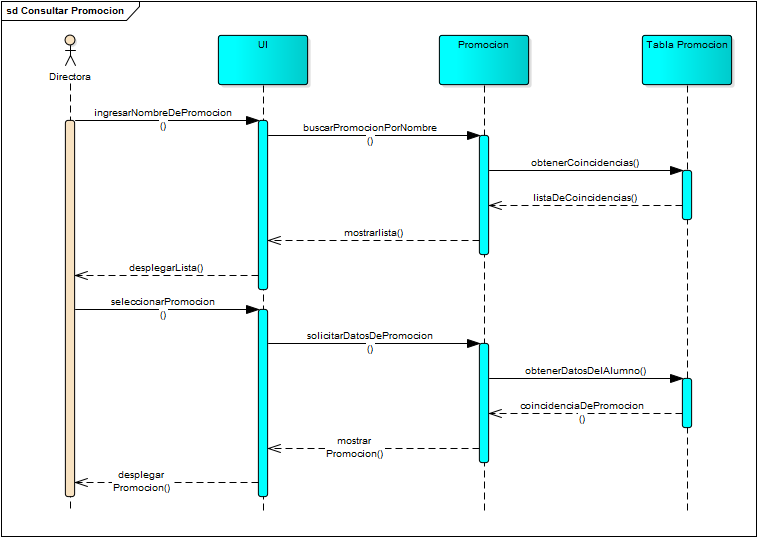 sd Consultar Promocion
UI
Promocion
Tabla Promocion
Directora
ingresarNombreDePromocion
()
buscarPromocionPorNombre
()
obtenerCoincidencias()
listaDeCoincidencias()
mostrarlista()
desplegarLista()
seleccionarPromocion
()
solicitarDatosDePromocion
()
obtenerDatosDelAlumno()
coincidenciaDePromocion
()
mostrar
Promocion()
desplegar
Promocion()